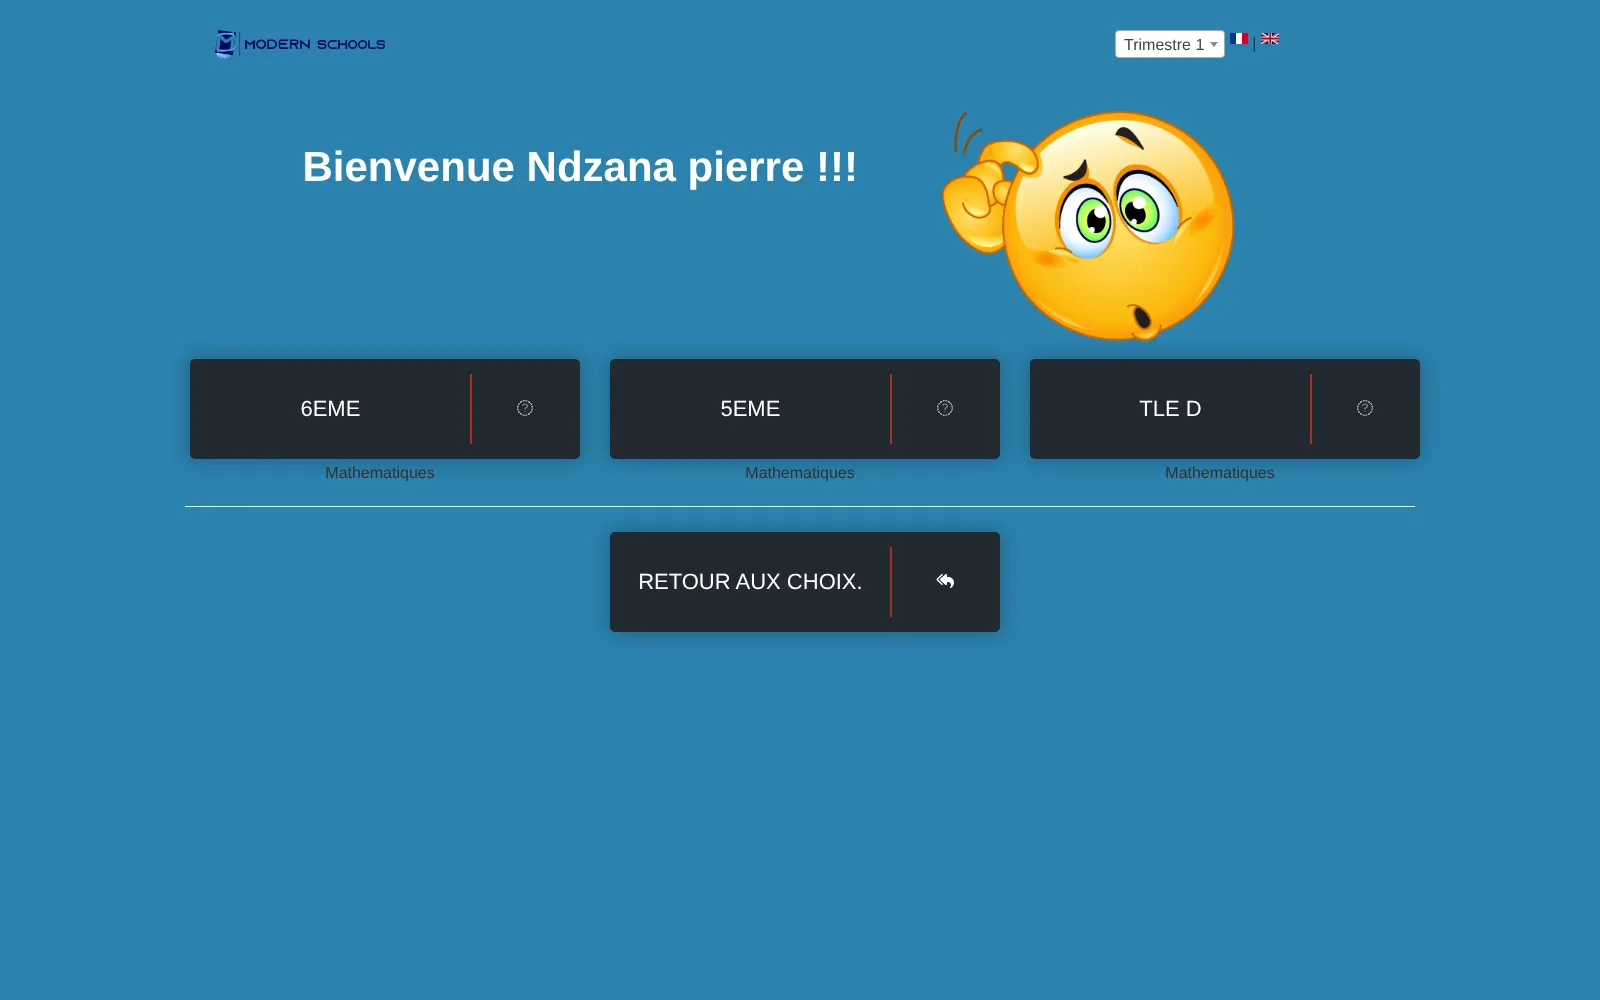 MODERN SCHOOLS
Trimestre 1
|
Bienvenue Ndzana pierre !!!
6EME
5EME
TLE D
Mathematiques
Mathematiques
Mathematiques
RETOUR AUX CHOIX.